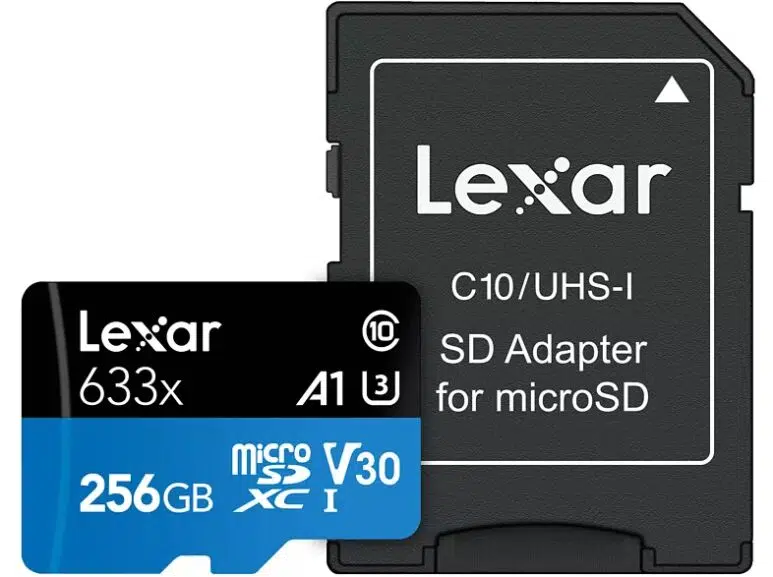 Lexar
C10/UHS-I
SD Adapter
for microSD
Lexar
10
633x
A1 U3
256GB
micro
SD
XC I
V30